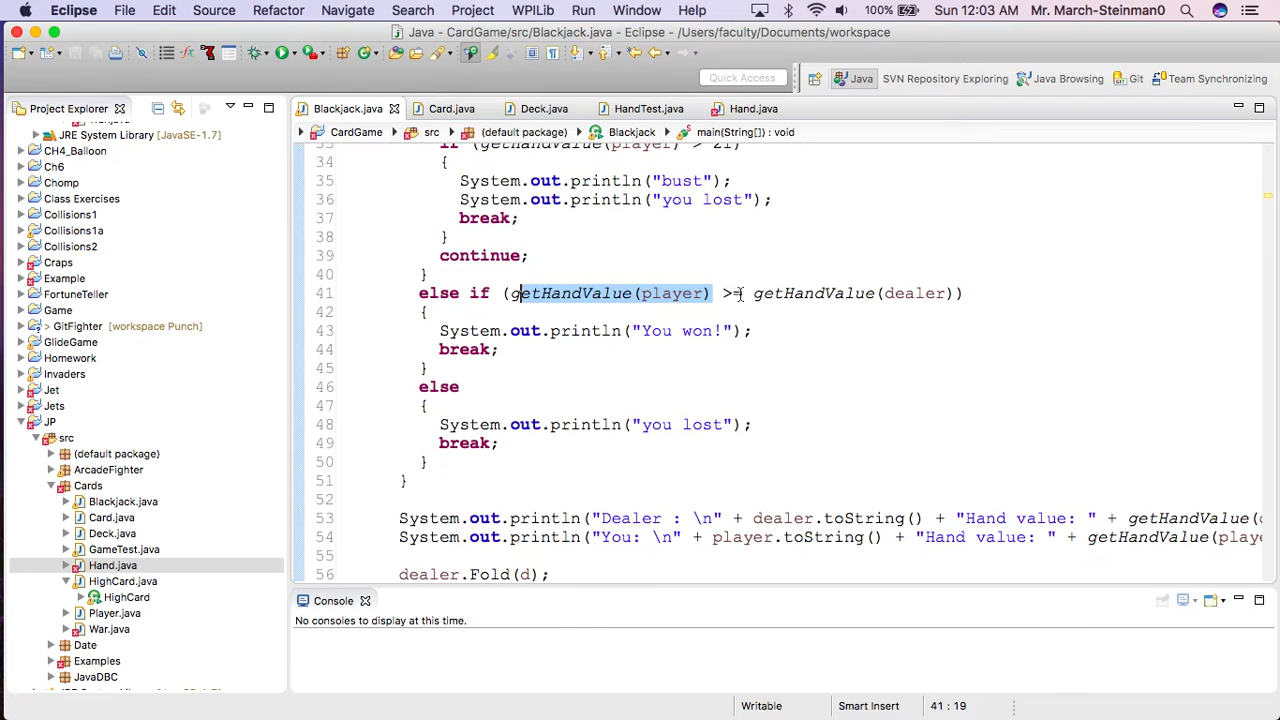 Eclipse File Edit Source Refactor Navigate Search Project WPILib Run Window Help 100% Sun 12:03 AM Mr. March-Steinman0
Java - CardGame/src/Blackjack.java - Eclipse - /Users/faculty/Documents/workspace
Quick Access Java SVN Repository Exploring Java Browsing Git Team Synchronizing
Project Explorer
JRE System Library [JavaSE-1.7]
CH4_Balloon
Ch6
Chomp
Class Exercises
Collisions1
Collisions1a
Collisions2
Craps
Example
FortuneTeller
Game
> GitFighter [workspace Punch]
GlideGame
Homework
Invaders
Jet
Jets
JP
src
(default package)
ArcadeFighter
Cards
Blackjack.java
Card.java
Deck.java
GameTest.java
Hand.java
HighCard.java
HighCard
Player.java
War.java
Date
Examples
JavaDBC
Blackjack.java Card.java Deck.java HandTest.java Hand.java
CardGame src (default package) Blackjack main(String[]) : void
33 if (getHandValue(player) > 21)
34 {
35 System.out.println("bust");
36 System.out.println("you lost");
37 break;
38 }
39 continue;
40 }
41 else if (getHandValue(player) >= getHandValue(dealer))
42 {
43 System.out.println("You won!");
44 break;
45 }
46 else
47 {
48 System.out.println("you lost");
49 break;
50 }
51 }
52
53 System.out.println("Dealer : \n" + dealer.toString() + "Hand value: " + getHandValue(
54 System.out.println("You: \n" + player.toString() + "Hand value: " + getHandValue(playe
55
56 dealer.Fold(d);
Console
No consoles to display at this time.
Writable Smart Insert 41 : 19